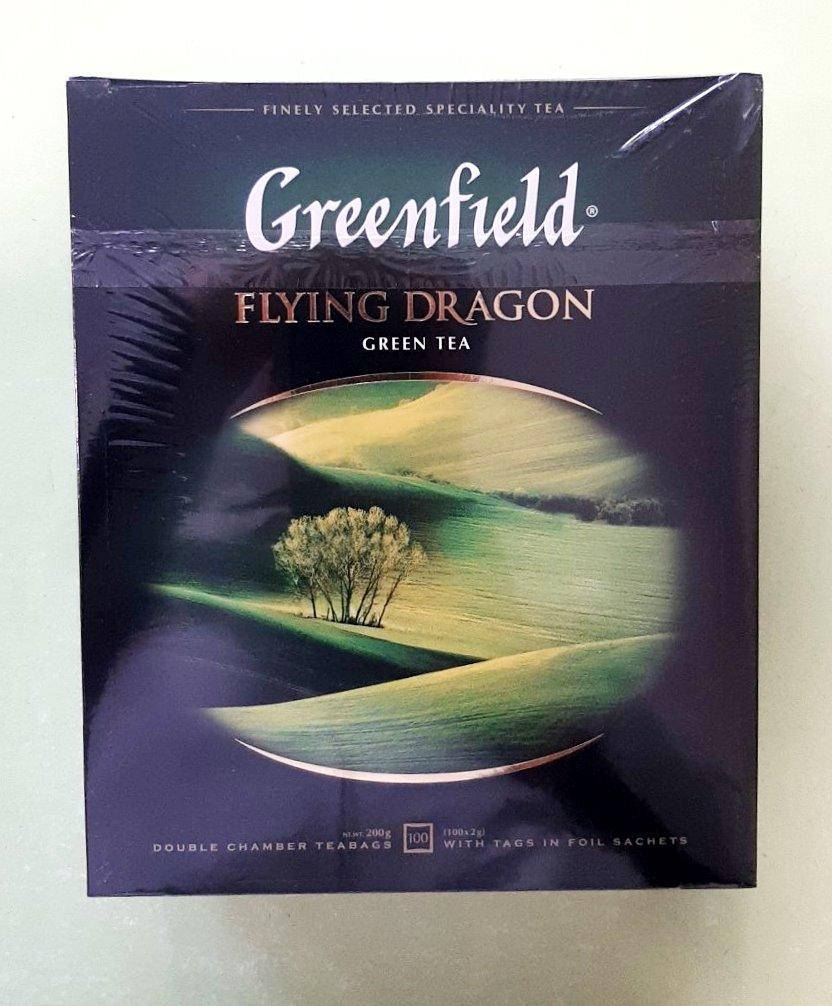 FINELY SELECTED SPECIALITY TEA
Greenfield®
FLYING DRAGON
GREEN TEA
NT.WT. 200g 100 (100x2g)
DOUBLE CHAMBER TEABAGS WITH TAGS IN FOIL SACHETS